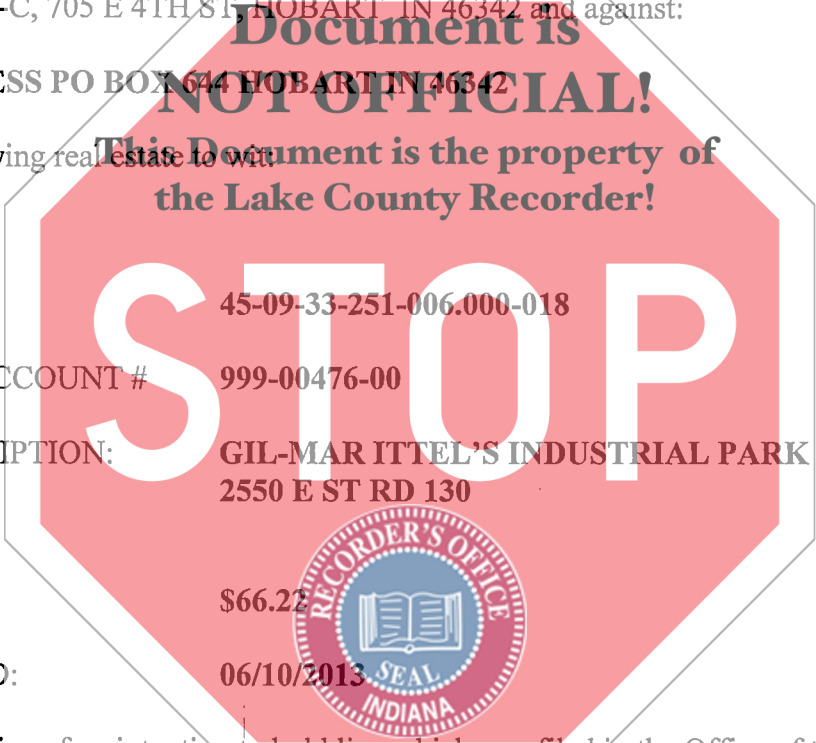 -C, 705 E 4TH ST, HOBART IN 46342 and against:
Document is
ESS PO BOX 644 HOBART IN 46342
NOT OFFICIAL!
wing real estate to wit:
This Document is the property of
the Lake County Recorder!
STOP
45-09-33-251-006.000-018
CCOUNT # 999-00476-00
IPTION: GIL-MAR ITTEL'S INDUSTRIAL PARK
2550 E ST RD 130
RECORDER'S OFFICE
$66.22
SEAL
D: 06/10/2013
INDIANA